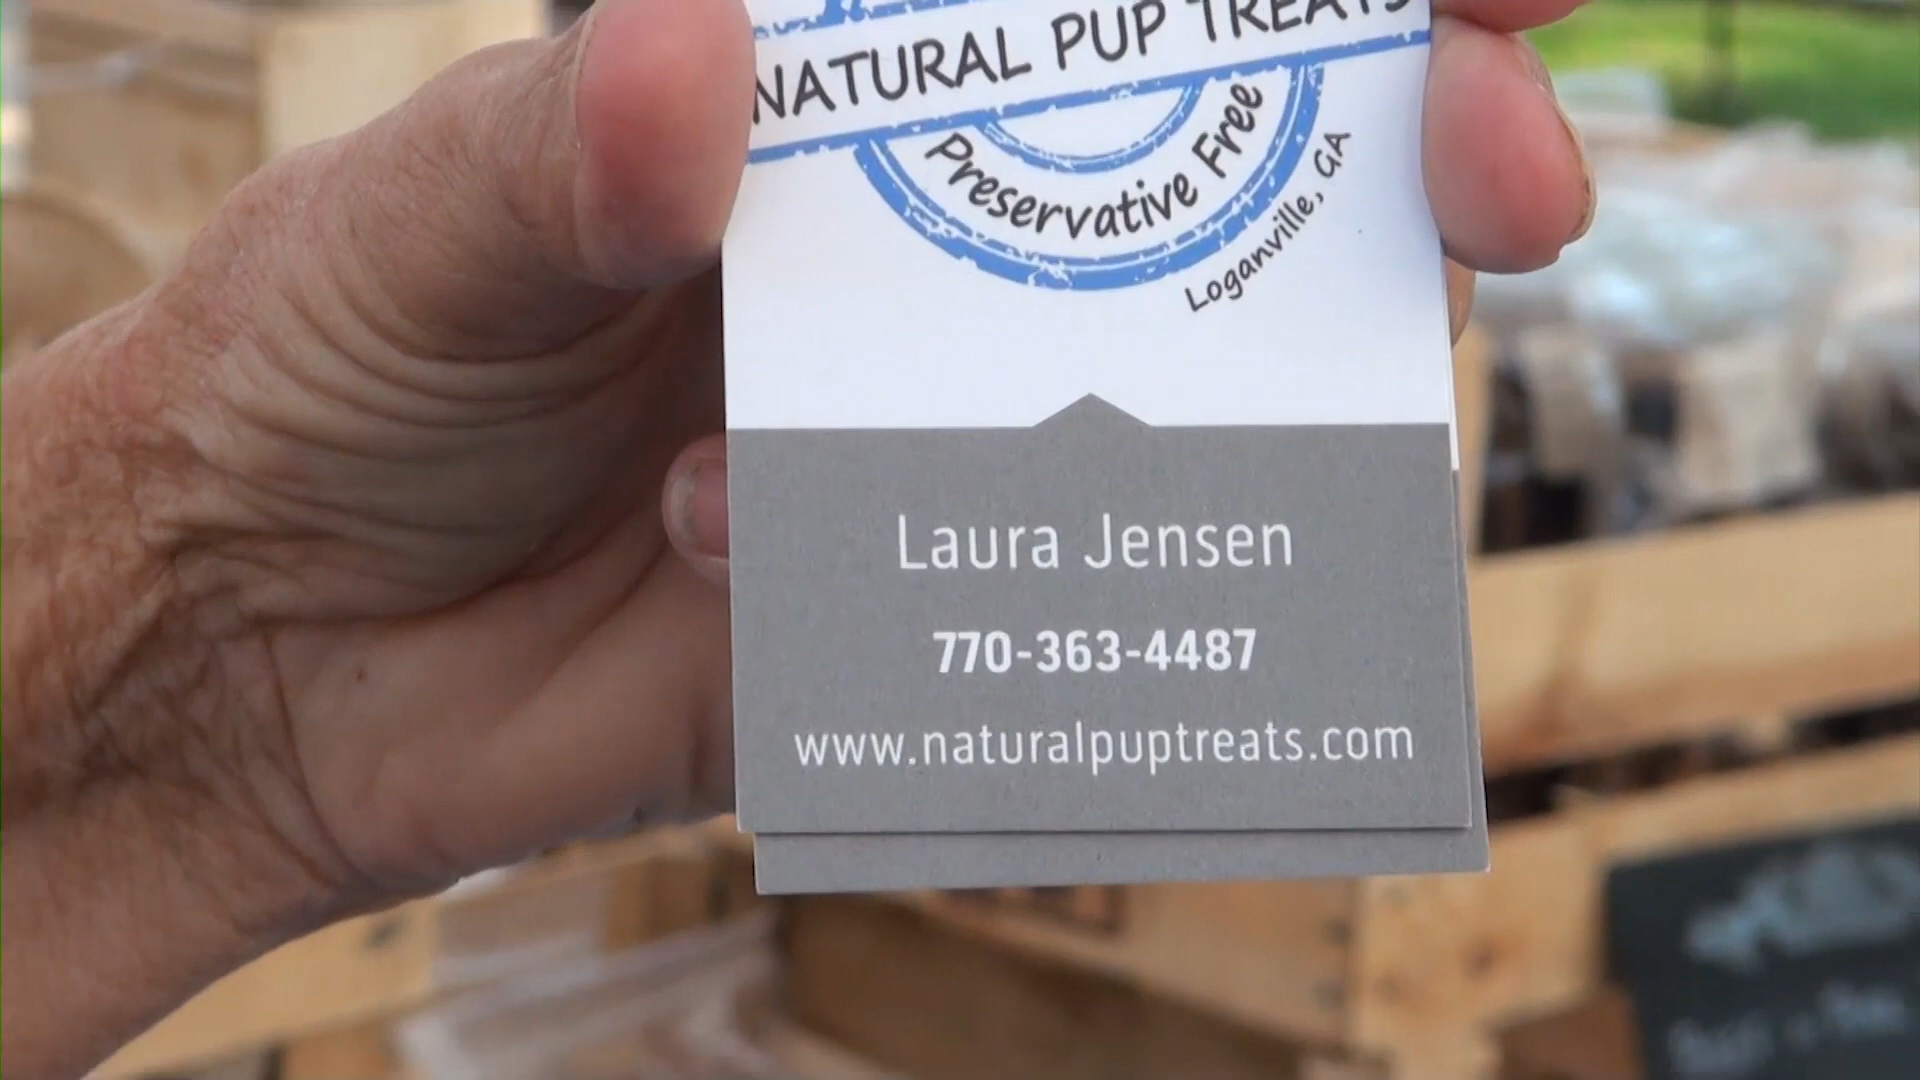 NATURAL PUP TREATS
Preservative Free
Loganville, GA
Laura Jensen
770-363-4487
www.naturalpuptreats.com